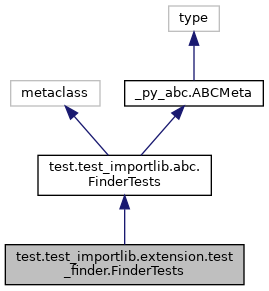 type
metaclass
_py_abc.ABCMeta
test.test_importlib.abc.
FinderTests
test.test_importlib.extension.test
_finder.FinderTests